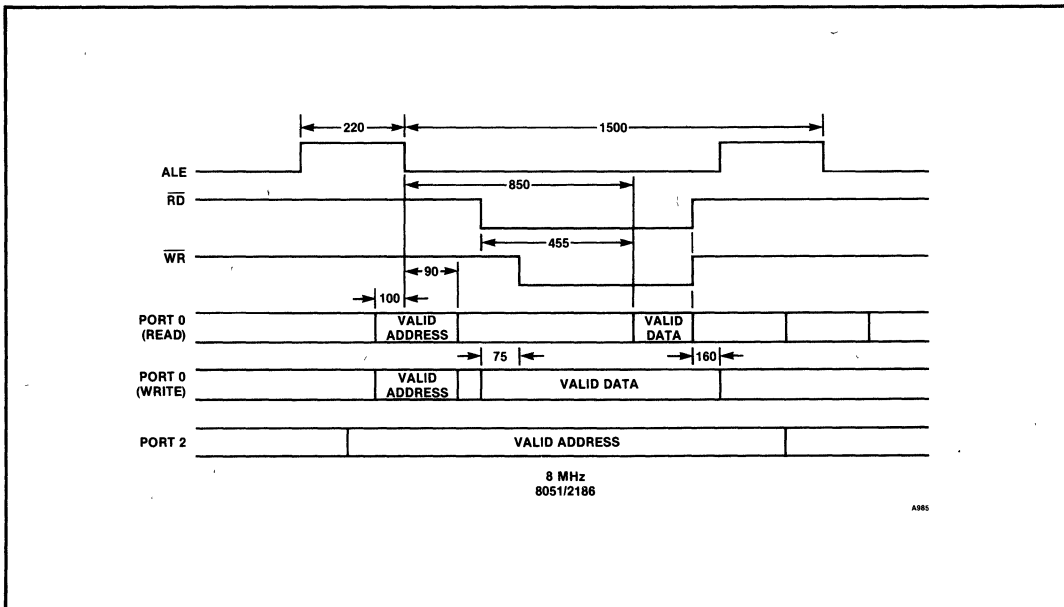 220
1500
ALE
850
RD
455
WR
90
100
PORT 0
(READ)
VALID
ADDRESS
VALID
DATA
75
160
PORT 0
(WRITE)
VALID
ADDRESS
VALID DATA
PORT 2
VALID ADDRESS
8 MHz
8051/2186
A985